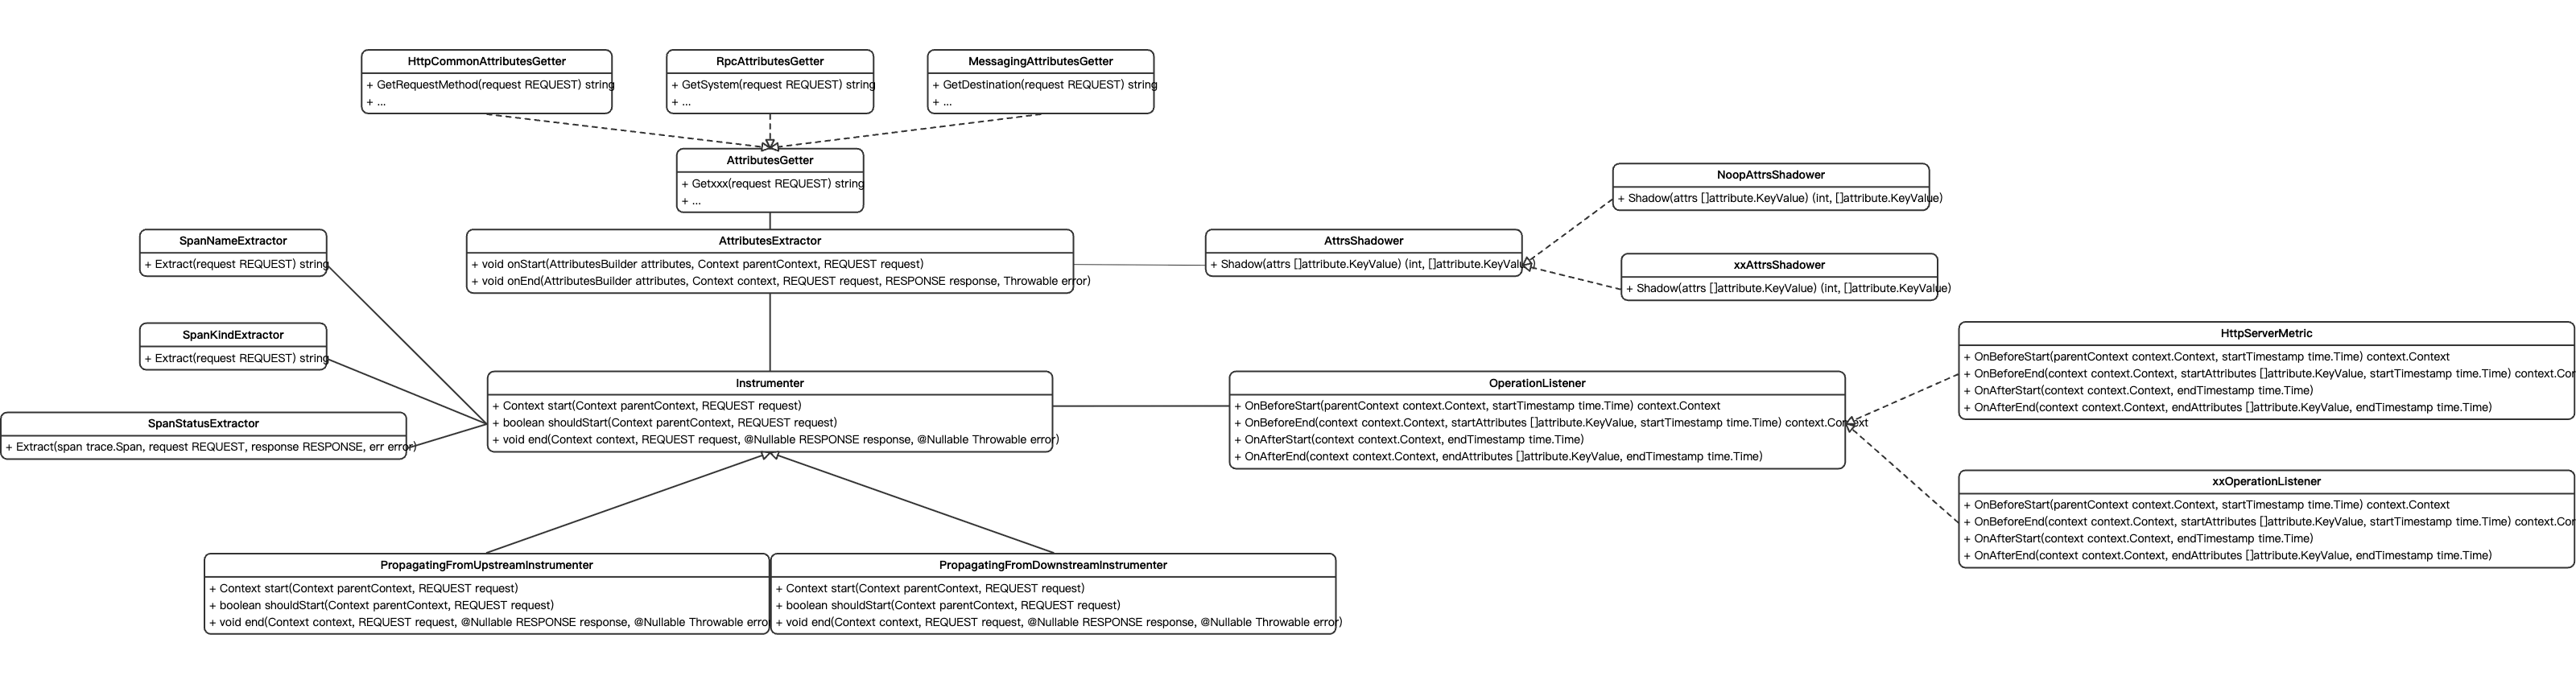 HttpCommonAttributesGetter
+ GetRequestMethod(request REQUEST) string
+ ...
RpcAttributesGetter
+ GetSystem(request REQUEST) string
+ ...
MessagingAttributesGetter
+ GetDestination(request REQUEST) string
+ ...
AttributesGetter
+ Getxxx(request REQUEST) string
+ ...
NoopAttrsShadower
+ Shadow(attrs []attribute.KeyValue) (int, []attribute.KeyValue)
SpanNameExtractor
+ Extract(request REQUEST) string
AttributesExtractor
+ void onStart(AttributesBuilder attributes, Context parentContext, REQUEST request)
+ void onEnd(AttributesBuilder attributes, Context context, REQUEST request, RESPONSE response, Throwable error)
AttrsShadower
+ Shadow(attrs []attribute.KeyValue) (int, []attribute.KeyValue)
xxAttrsShadower
+ Shadow(attrs []attribute.KeyValue) (int, []attribute.KeyValue)
SpanKindExtractor
+ Extract(request REQUEST) string
HttpServerMetric
+ OnBeforeStart(parentContext context.Context, startTimestamp time.Time) context.Context
+ OnBeforeEnd(context context.Context, startAttributes []attribute.KeyValue, startTimestamp time.Time) context.Con
+ OnAfterStart(context context.Context, endTimestamp time.Time)
+ OnAfterEnd(context context.Context, endAttributes []attribute.KeyValue, endTimestamp time.Time)
SpanStatusExtractor
+ Extract(span trace.Span, request REQUEST, response RESPONSE, err error)
Instrumenter
+ Context start(Context parentContext, REQUEST request)
+ boolean shouldStart(Context parentContext, REQUEST request)
+ void end(Context context, REQUEST request, @Nullable RESPONSE response, @Nullable Throwable error)
OperationListener
+ OnBeforeStart(parentContext context.Context, startTimestamp time.Time) context.Context
+ OnBeforeEnd(context context.Context, startAttributes []attribute.KeyValue, startTimestamp time.Time) context.Context
+ OnAfterStart(context context.Context, endTimestamp time.Time)
+ OnAfterEnd(context context.Context, endAttributes []attribute.KeyValue, endTimestamp time.Time)
xxOperationListener
+ OnBeforeStart(parentContext context.Context, startTimestamp time.Time) context.Context
+ OnBeforeEnd(context context.Context, startAttributes []attribute.KeyValue, startTimestamp time.Time) context.Con
+ OnAfterStart(context context.Context, endTimestamp time.Time)
+ OnAfterEnd(context context.Context, endAttributes []attribute.KeyValue, endTimestamp time.Time)
PropagatingFromUpstreamInstrumenter
+ Context start(Context parentContext, REQUEST request)
+ boolean shouldStart(Context parentContext, REQUEST request)
+ void end(Context context, REQUEST request, @Nullable RESPONSE response, @Nullable Throwable erro
PropagatingFromDownstreamInstrumenter
+ Context start(Context parentContext, REQUEST request)
+ boolean shouldStart(Context parentContext, REQUEST request)
+ void end(Context context, REQUEST request, @Nullable RESPONSE response, @Nullable Throwable error)